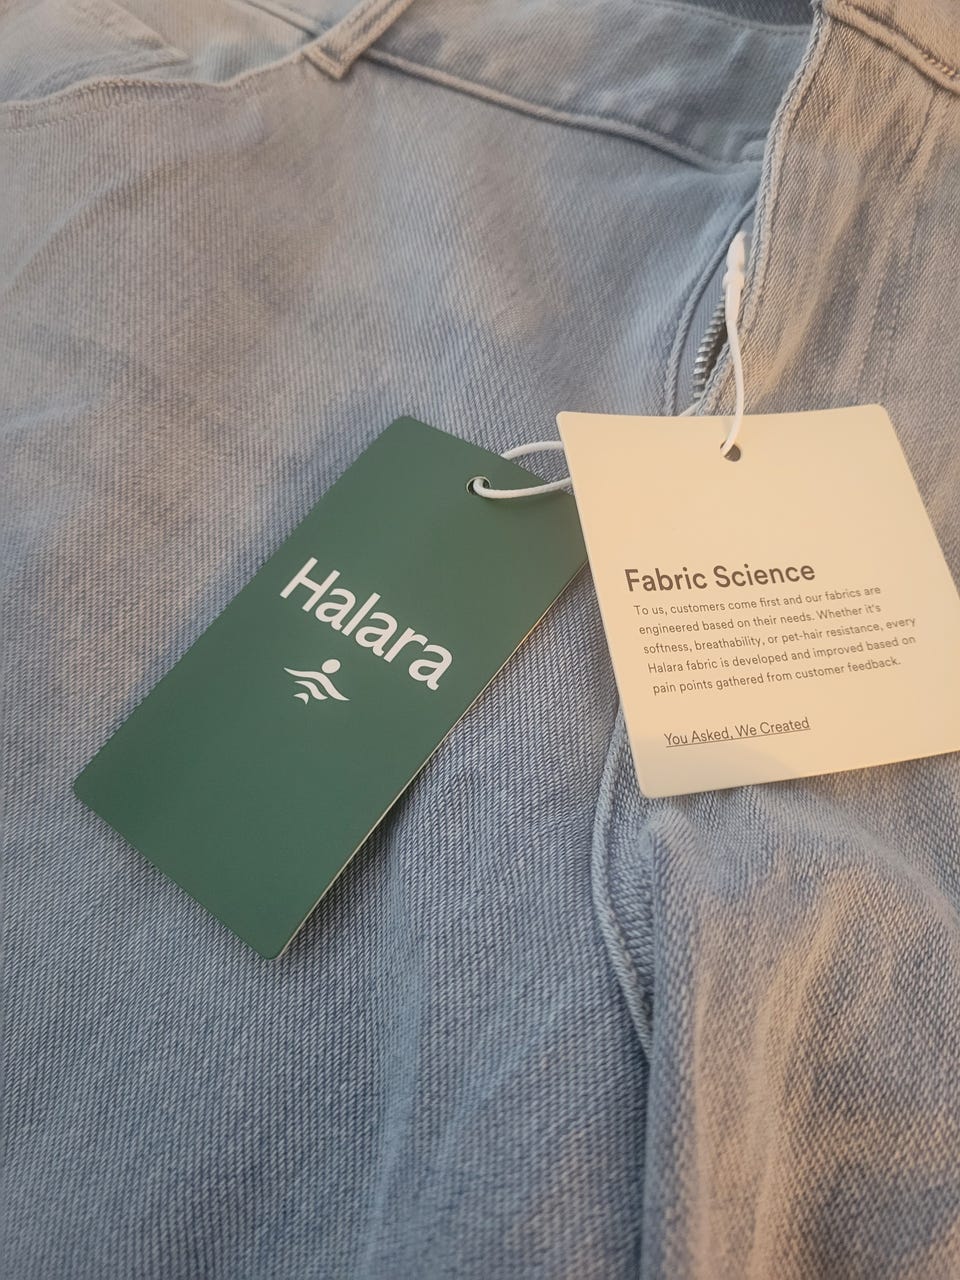 Halara
Fabric Science
To us, customers come first and our fabrics are
engineered based on their needs. Whether it's
softness, breathability, or pet-hair resistance, every
Halara fabric is developed and improved based on
pain points gathered from customer feedback.
You Asked, We Created